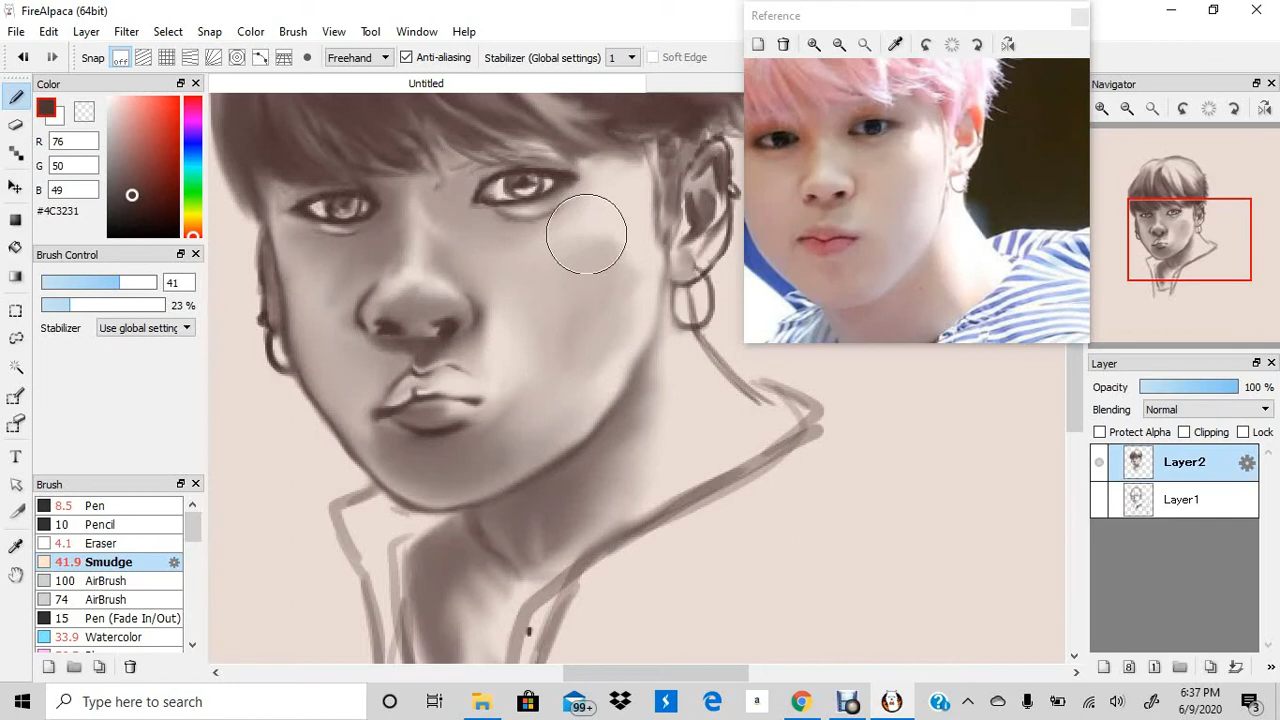 FireAlpaca (64bit)
File Edit Layer Filter Select Snap Color Brush View Tool Window Help
Snap Freehand Anti-aliasing Stabilizer (Global settings) 1 Soft Edge
Untitled
Color
R 76
G 50
B 49
#4C3231
Brush Control
41
23 %
Stabilizer Use global setting
Brush
8.5 Pen
10 Pencil
4.1 Eraser
41.9 Smudge
100 AirBrush
74 AirBrush
15 Pen (Fade In/Out)
33.9 Watercolor
Reference
Navigator
Layer
Opacity 100 %
Blending Normal
Protect Alpha Clipping Lock
Layer2
Layer1
Type here to search
99+
a
6:37 PM
6/9/2020
3